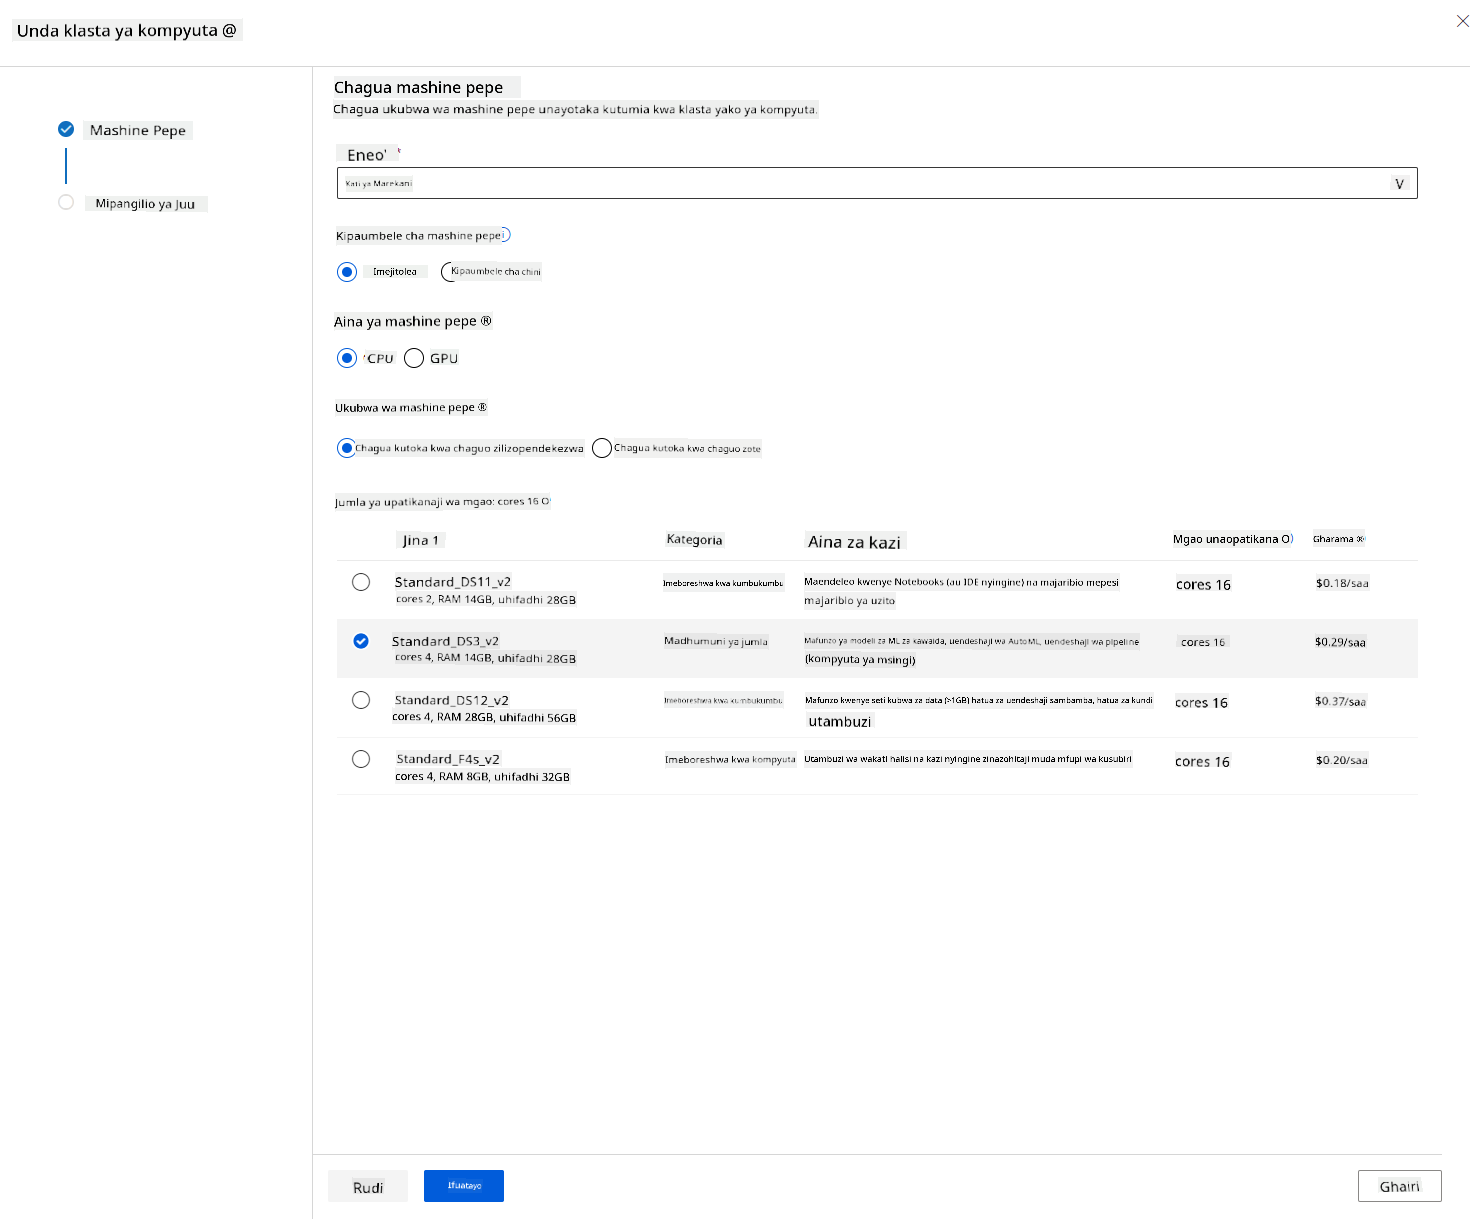 Unda klasta ya kompyuta @
Mashine Pepe
Mipangilio ya Juu
Chagua mashine pepe
Chagua ukubwa wa mashine pepe unayotaka kutumia kwa klasta yako ya kompyuta.
Eneo' *
Kati ya Marekani V
Kipaumbele cha mashine pepe i
Imejitolea Kipaumbele cha chini
Aina ya mashine pepe ®
'CPU GPU
Ukubwa wa mashine pepe ®
Chagua kutoka kwa chaguo zilizopendekezwa Chagua kutoka kwa chaguo zote
Jumla ya upatikanaji wa mgao: cores 16 O
Jina 1 Kategoria Aina za kazi Mgao unaopatikana O Gharama ®
Standard_DS11_v2 Imeboreshwa kwa kumbukumbu Maendeleo kwenye Notebooks (au IDE nyingine) na majaribio mepesi cores 16 $0.18/saa
cores 2, RAM 14GB, uhifadhi 28GB majaribio ya uzito
Standard_DS3_v2 Madhumuni ya jumla Mafunzo ya modeli za ML za kawaida, uendeshaji wa AutoML, uendeshaji wa pipeline cores 16 $0.29/saa
cores 4, RAM 14GB, uhifadhi 28GB (kompyuta ya msingi)
Standard_DS12_v2 Imeboreshwa kwa kumbukumbu Mafunzo kwenye seti kubwa za data (>1GB) hatua za uendeshaji sambamba, hatua za kundi cores 16 $0.37/saa
cores 4, RAM 28GB, uhifadhi 56GB utambuzi
Standard_F4s_v2 Imeboreshwa kwa kompyuta Utambuzi wa wakati halisi na kazi nyingine zinazohitaji muda mfupi wa kusubiri cores 16 $0.20/saa
cores 4, RAM 8GB, uhifadhi 32GB
Rudi Ifuatayo Ghairi